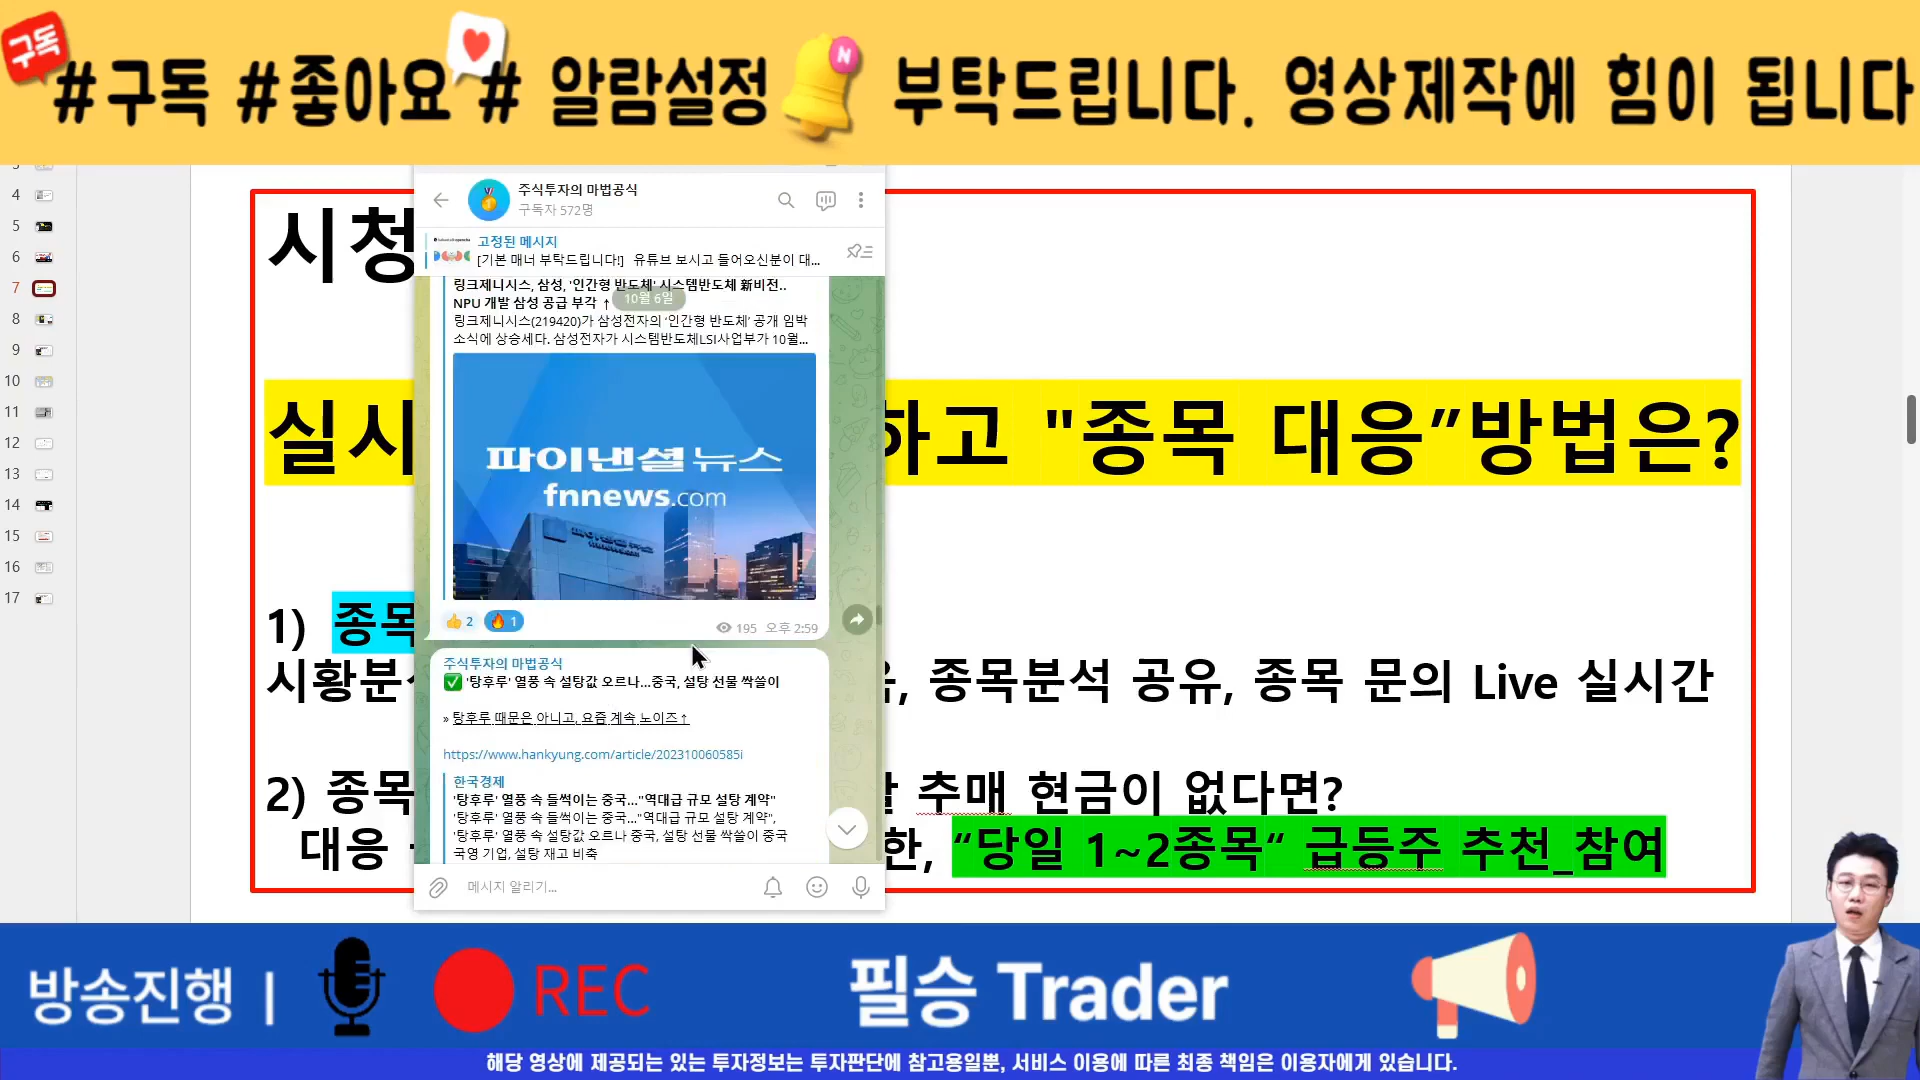 구독
#구독 #좋아요 # 알람설정 부탁드립니다. 영상제작에 힘이 됩니다
N
4
5
6
7
8
9
10
11
12
13
14
15
16
17
시청
실시
하고 "종목 대응”방법은?
1) 종목
시황분
, 종목분석 공유, 종목 문의 Live 실시간
2) 종목
추매 현금이 없다면?
대응
한, “당일 1~2종목“ 급등주 추천_참여
주식투자의 마법공식
구독자 572명
고정된 메시지
[기본 매너 부탁드립니다!] 유튜브 보시고 들어오신분이 대...
10월 6일
링크제니시스, 삼성, '인간형 반도체' 시스템반도체 新비전..
NPU 개발 삼성 공급 부각 ↑
링크제니시스(219420)가 삼성전자의 ‘인간형 반도체’ 공개 임박
소식에 상승세다. 삼성전자가 시스템반도체LSI사업부가 10월...
파이낸셜뉴스
fnnews.com
👍 2 🔥 1
195 오후 2:59
주식투자의 마법공식
✅ '탕후루' 열풍 속 설탕값 오르나…중국, 설탕 선물 싹쓸이
» 탕후루 때문은 아니고, 요즘 계속 노이즈↑
https://www.hankyung.com/article/202310060585i
한국경제
'탕후루' 열풍 속 들썩이는 중국…"역대급 규모 설탕 계약"
'탕후루' 열풍 속 들썩이는 중국…"역대급 규모 설탕 계약",
'탕후루' 열풍 속 설탕값 오르나 중국, 설탕 선물 싹쓸이 중국
국영 기업, 설탕 재고 비축
메시지 알리기...
방송진행 |
REC
필승 Trader
해당 영상에 제공되는 있는 투자정보는 투자판단에 참고용일뿐, 서비스 이용에 따른 최종 책임은 이용자에게 있습니다.